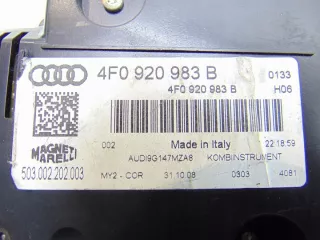 4F0 920 983 B 0133
4F0 920 983 B H06
002 Made in Italy 22:18:59
MAGNETI
MARELLI
AUDI9G147MZA8 KOMBIINSTRUMENT
503.002.202.003 MY2 - COR 31.10.08 0303 4081